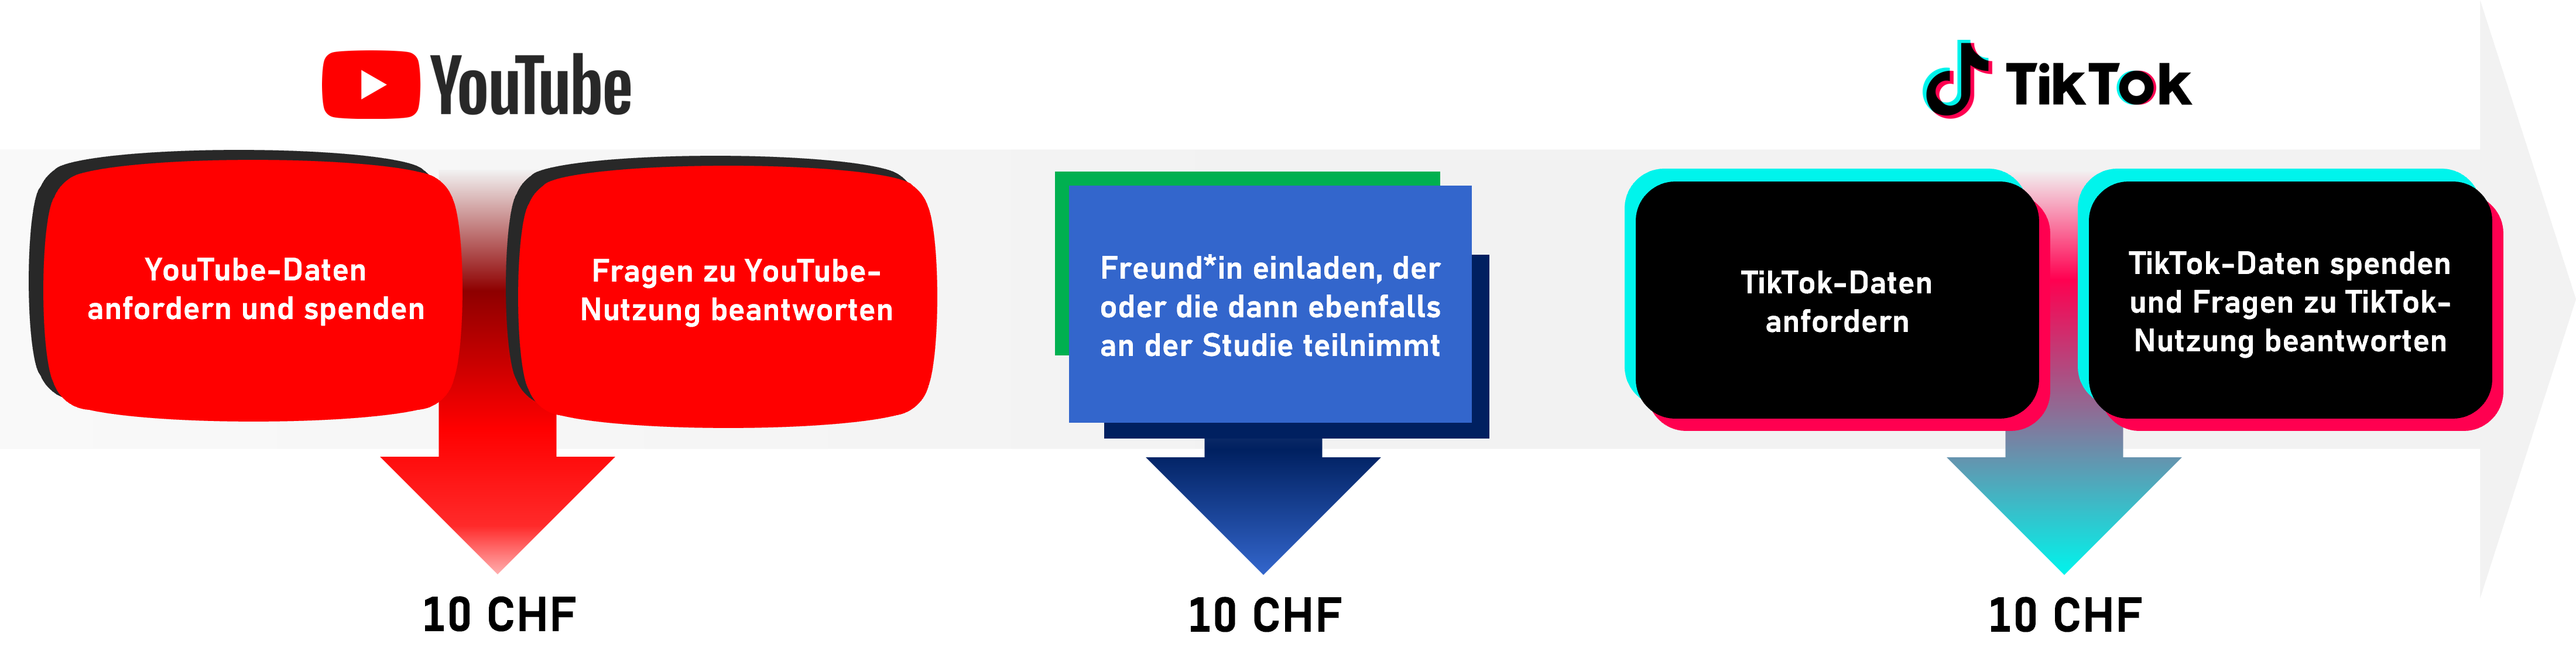 YouTube
TikTok
YouTube-Daten
anfordern und spenden
Fragen zu YouTube-
Nutzung beantworten
Freund*in einladen, der
oder die dann ebenfalls
an der Studie teilnimmt
TikTok-Daten
anfordern
TikTok-Daten spenden
und Fragen zu TikTok-
Nutzung beantworten
10 CHF
10 CHF
10 CHF